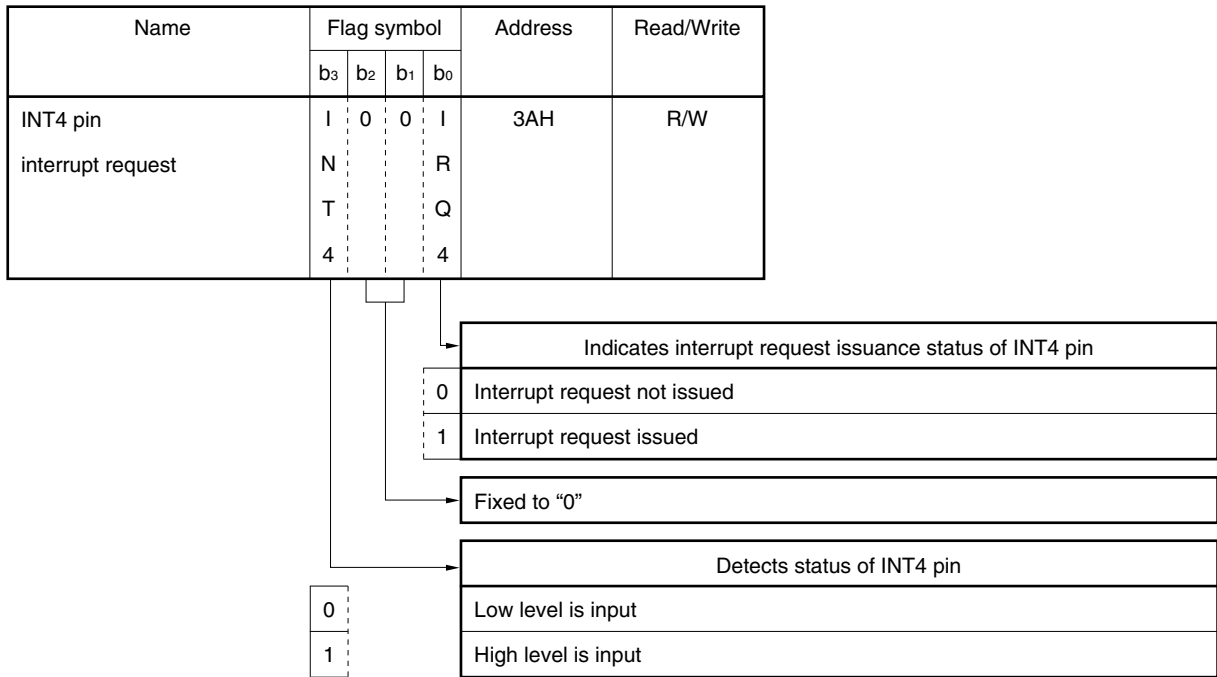 Name Flag symbol Address Read/Write
b3 b2 b1 b0
INT4 pin I 0 0 I 3AH R/W
interrupt request N R
T Q
4 4
Indicates interrupt request issuance status of INT4 pin
0 Interrupt request not issued
1 Interrupt request issued
Fixed to “0”
Detects status of INT4 pin
0 Low level is input
1 High level is input